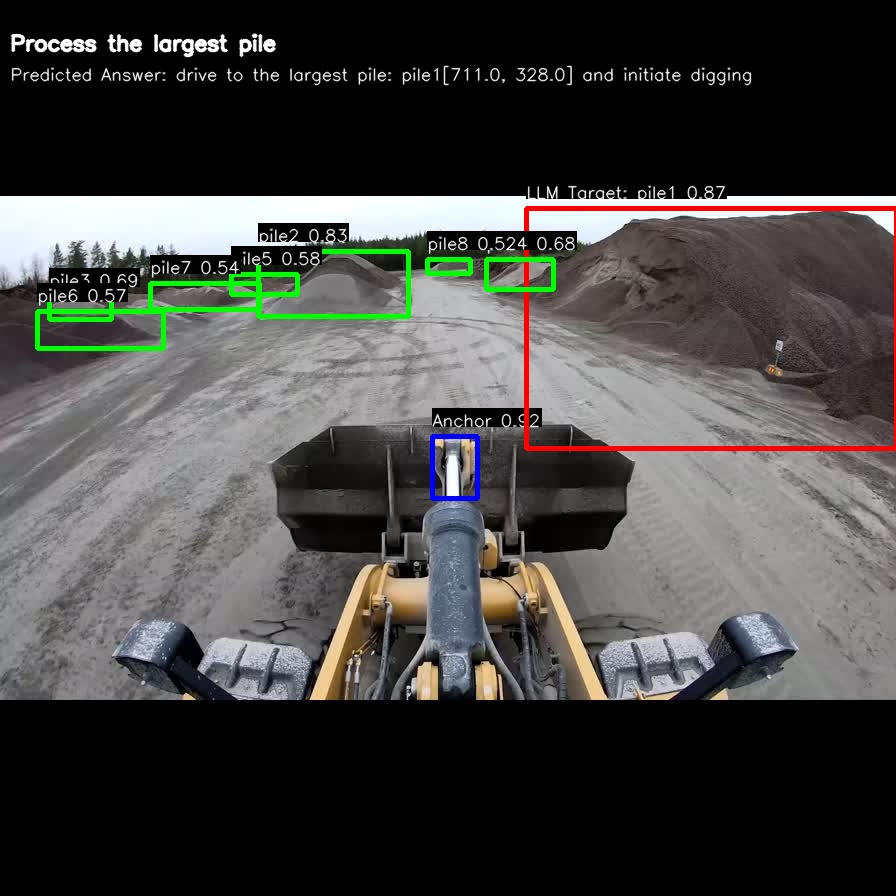 Process the largest pile
Predicted Answer: drive to the largest pile: pile1[711.0, 328.0] and initiate digging
LLM Target: pile1 0.87
pile2 0.83
pile8 0.524 0.68
pile7 0.54
ile5 0.58
pile3 0.69
pile6 0.57
Anchor 0.92